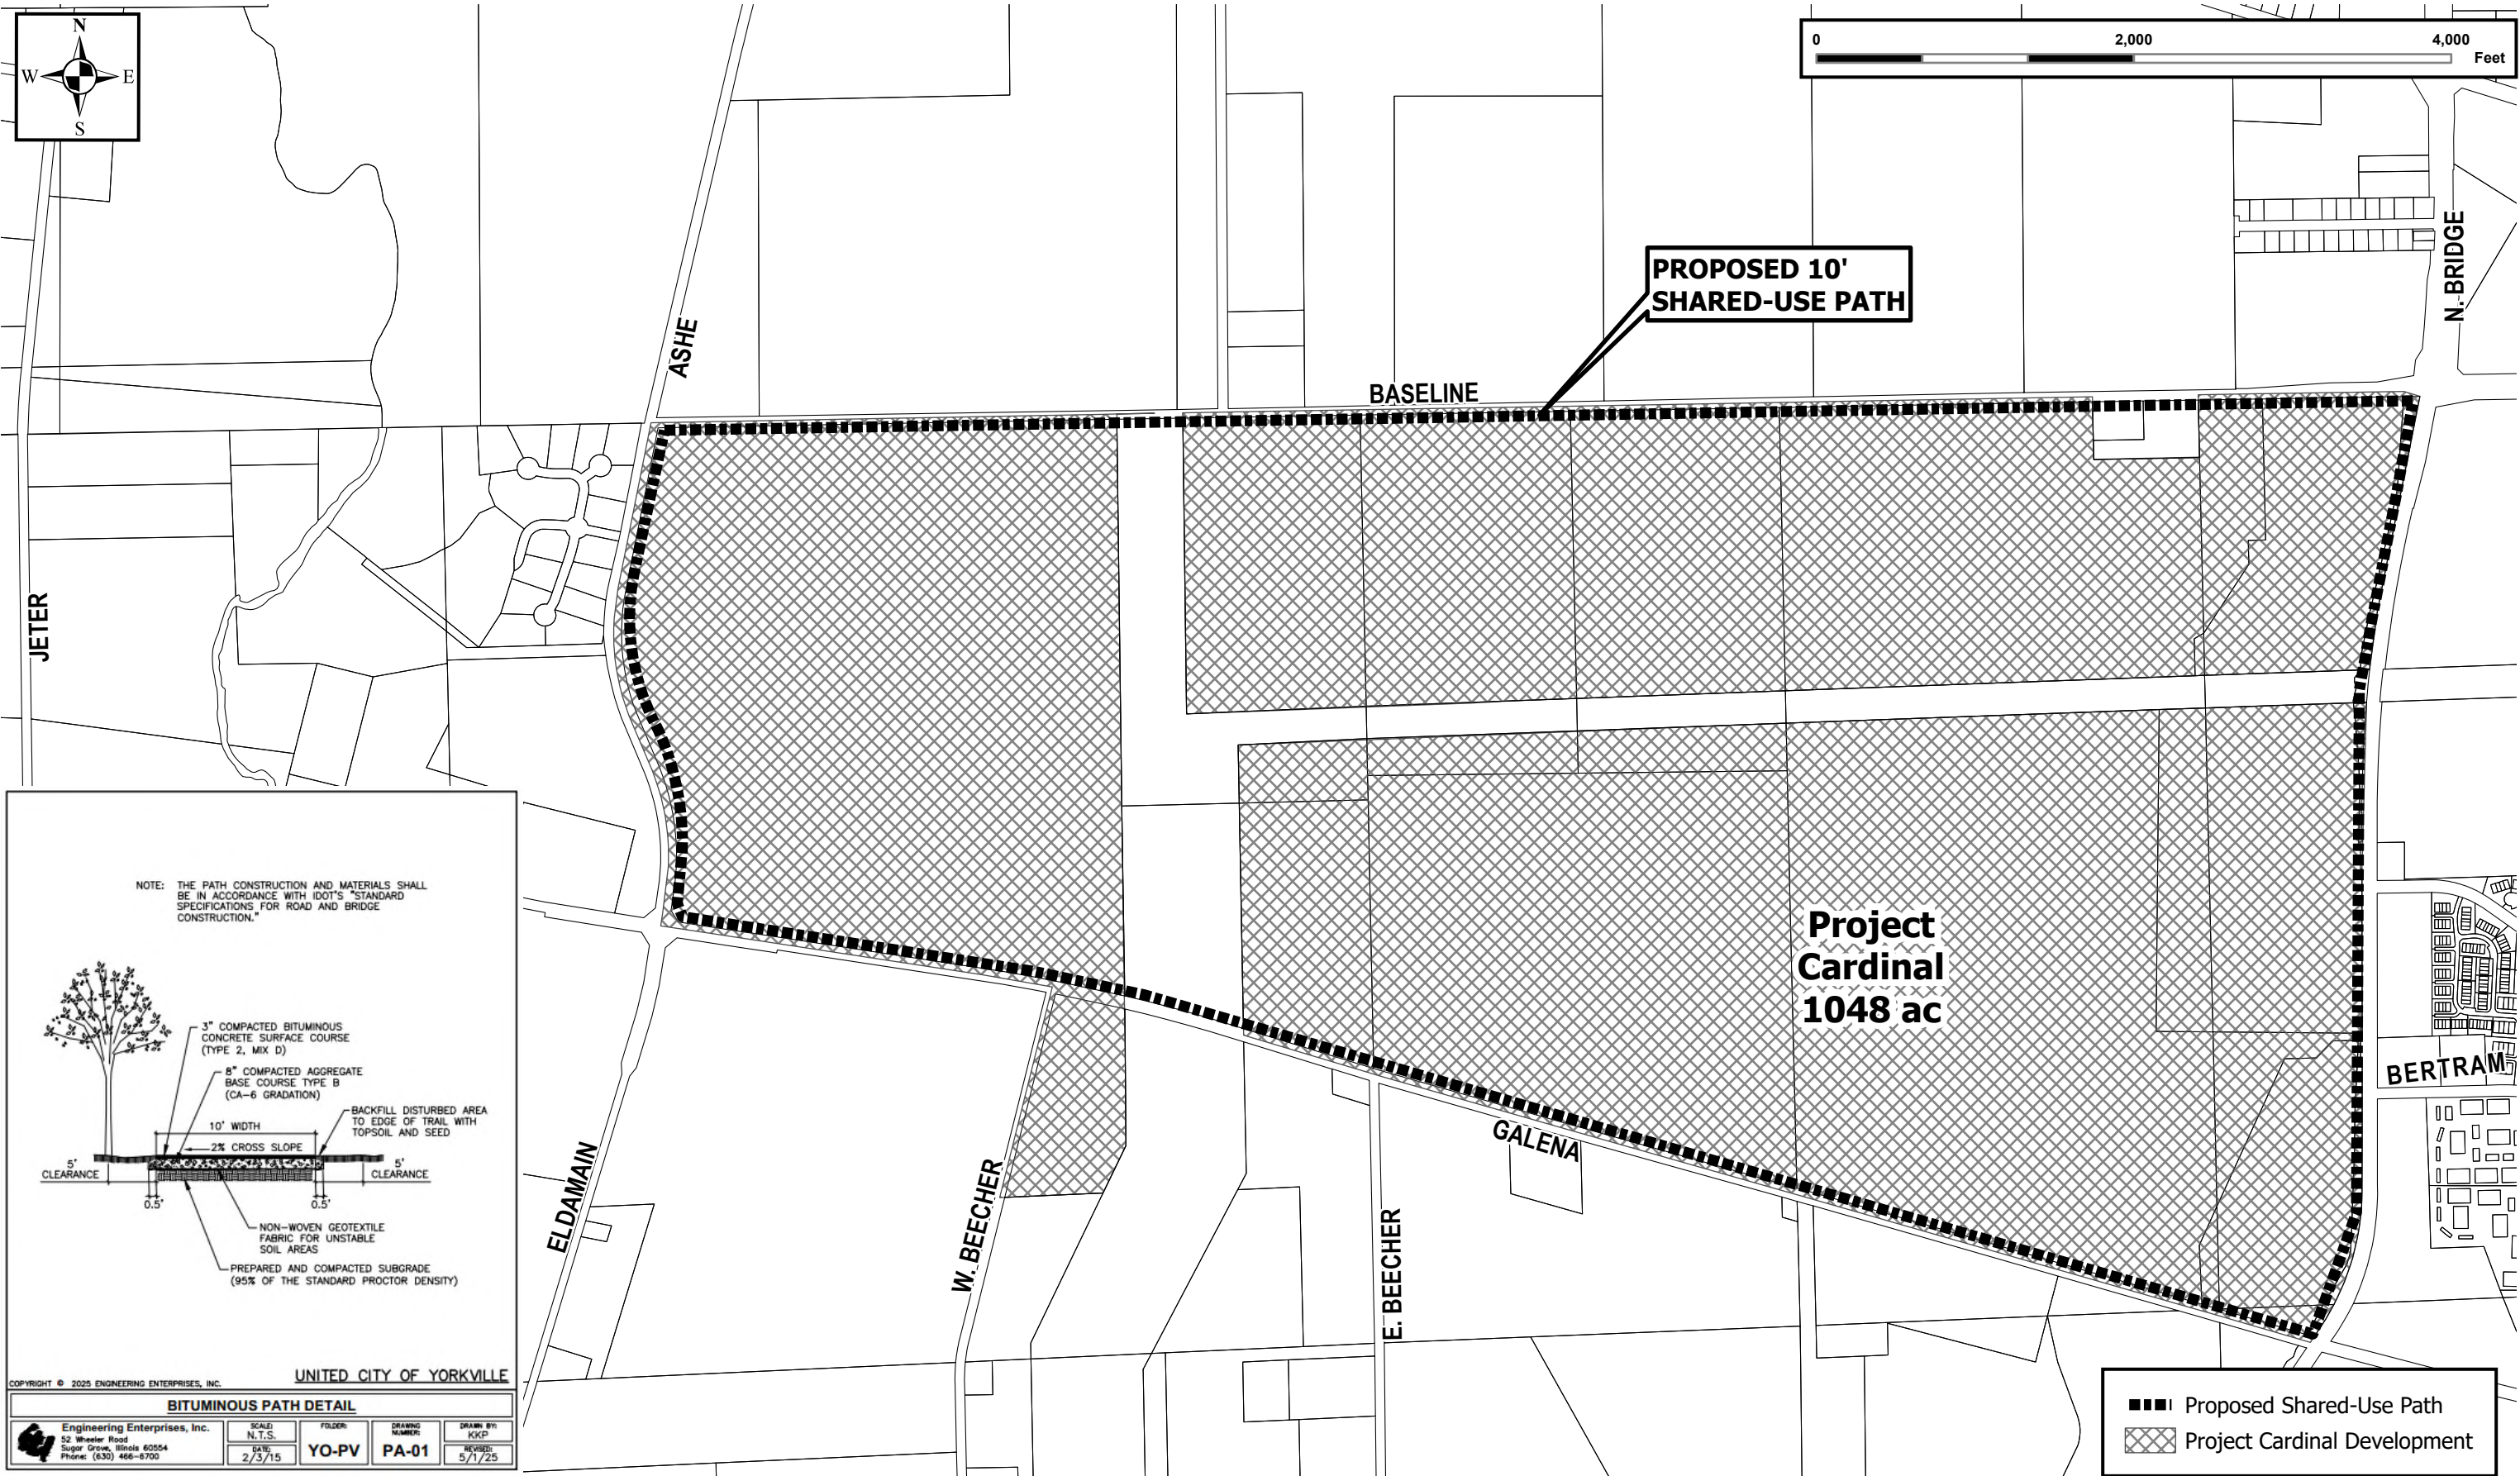 N
W E
S
0 2,000 4,000
Feet
PROPOSED 10'
SHARED-USE PATH
N. BRIDGE
ASHE
BASELINE
JETER
Project
Cardinal
1048 ac
BERTRAM
GALENA
ELDAMAIN
W. BEECHER
E. BEECHER
NOTE: THE PATH CONSTRUCTION AND MATERIALS SHALL
BE IN ACCORDANCE WITH IDOT'S "STANDARD
SPECIFICATIONS FOR ROAD AND BRIDGE
CONSTRUCTION."
3" COMPACTED BITUMINOUS
CONCRETE SURFACE COURSE
(TYPE 2, MIX D)
8" COMPACTED AGGREGATE
BASE COURSE TYPE B
(CA-6 GRADATION)
BACKFILL DISTURBED AREA
TO EDGE OF TRAIL WITH
TOPSOIL AND SEED
10' WIDTH
2% CROSS SLOPE
5'
CLEARANCE
5'
CLEARANCE
0.5'
0.5'
NON-WOVEN GEOTEXTILE
FABRIC FOR UNSTABLE
SOIL AREAS
PREPARED AND COMPACTED SUBGRADE
(95% OF THE STANDARD PROCTOR DENSITY)
COPYRIGHT © 2025 ENGINEERING ENTERPRISES, INC.
UNITED CITY OF YORKVILLE
BITUMINOUS PATH DETAIL
Engineering Enterprises, Inc.
52 Wheeler Road
Sugar Grove, Illinois 60554
Phone: (630) 466-6700
SCALE:
N.T.S.
DATE:
2/3/15
FOLDER:
YO-PV
DRAWING
NUMBER:
PA-01
DRAWN BY:
KKP
REVISED:
5/1/25
Proposed Shared-Use Path
Project Cardinal Development